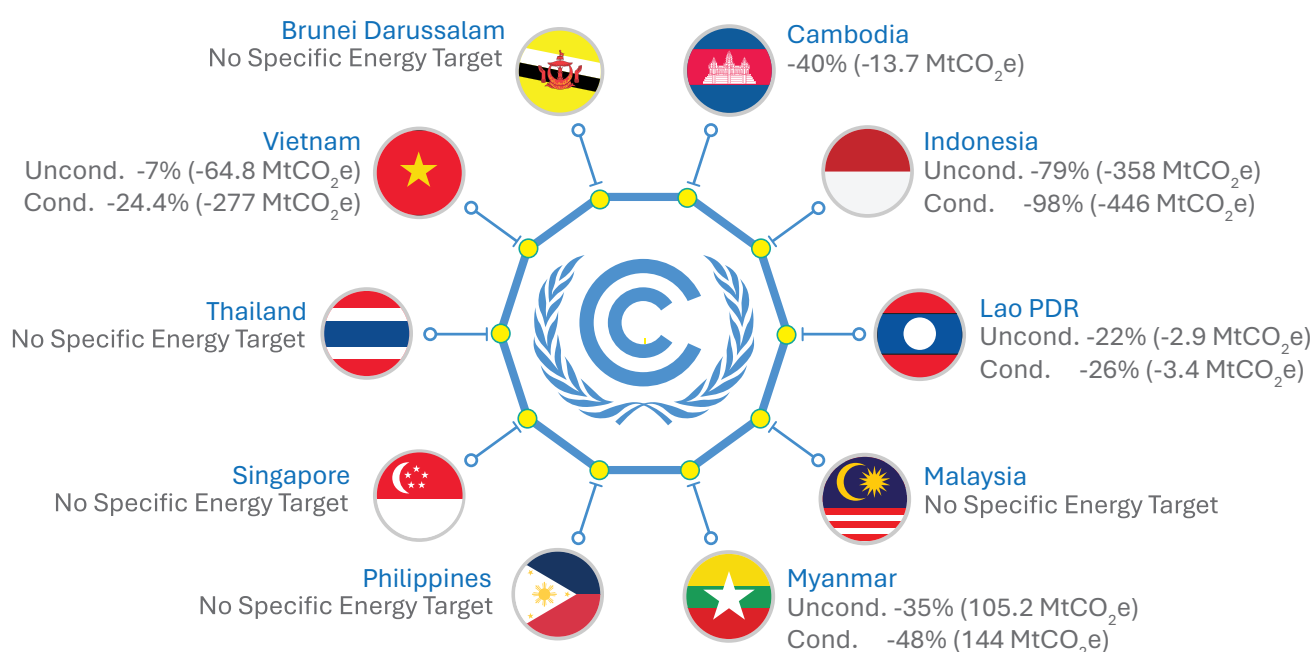 Brunei Darussalam
No Specific Energy Target
Cambodia
-40% (-13.7 MtCO₂e)
Vietnam
Uncond. -7% (-64.8 MtCO₂e)
Cond. -24.4% (-277 MtCO₂e)
Indonesia
Uncond. -79% (-358 MtCO₂e)
Cond. -98% (-446 MtCO₂e)
Thailand
No Specific Energy Target
Lao PDR
Uncond. -22% (-2.9 MtCO₂e)
Cond. -26% (-3.4 MtCO₂e)
Singapore
No Specific Energy Target
Malaysia
No Specific Energy Target
Philippines
No Specific Energy Target
Myanmar
Uncond. -35% (105.2 MtCO₂e)
Cond. -48% (144 MtCO₂e)